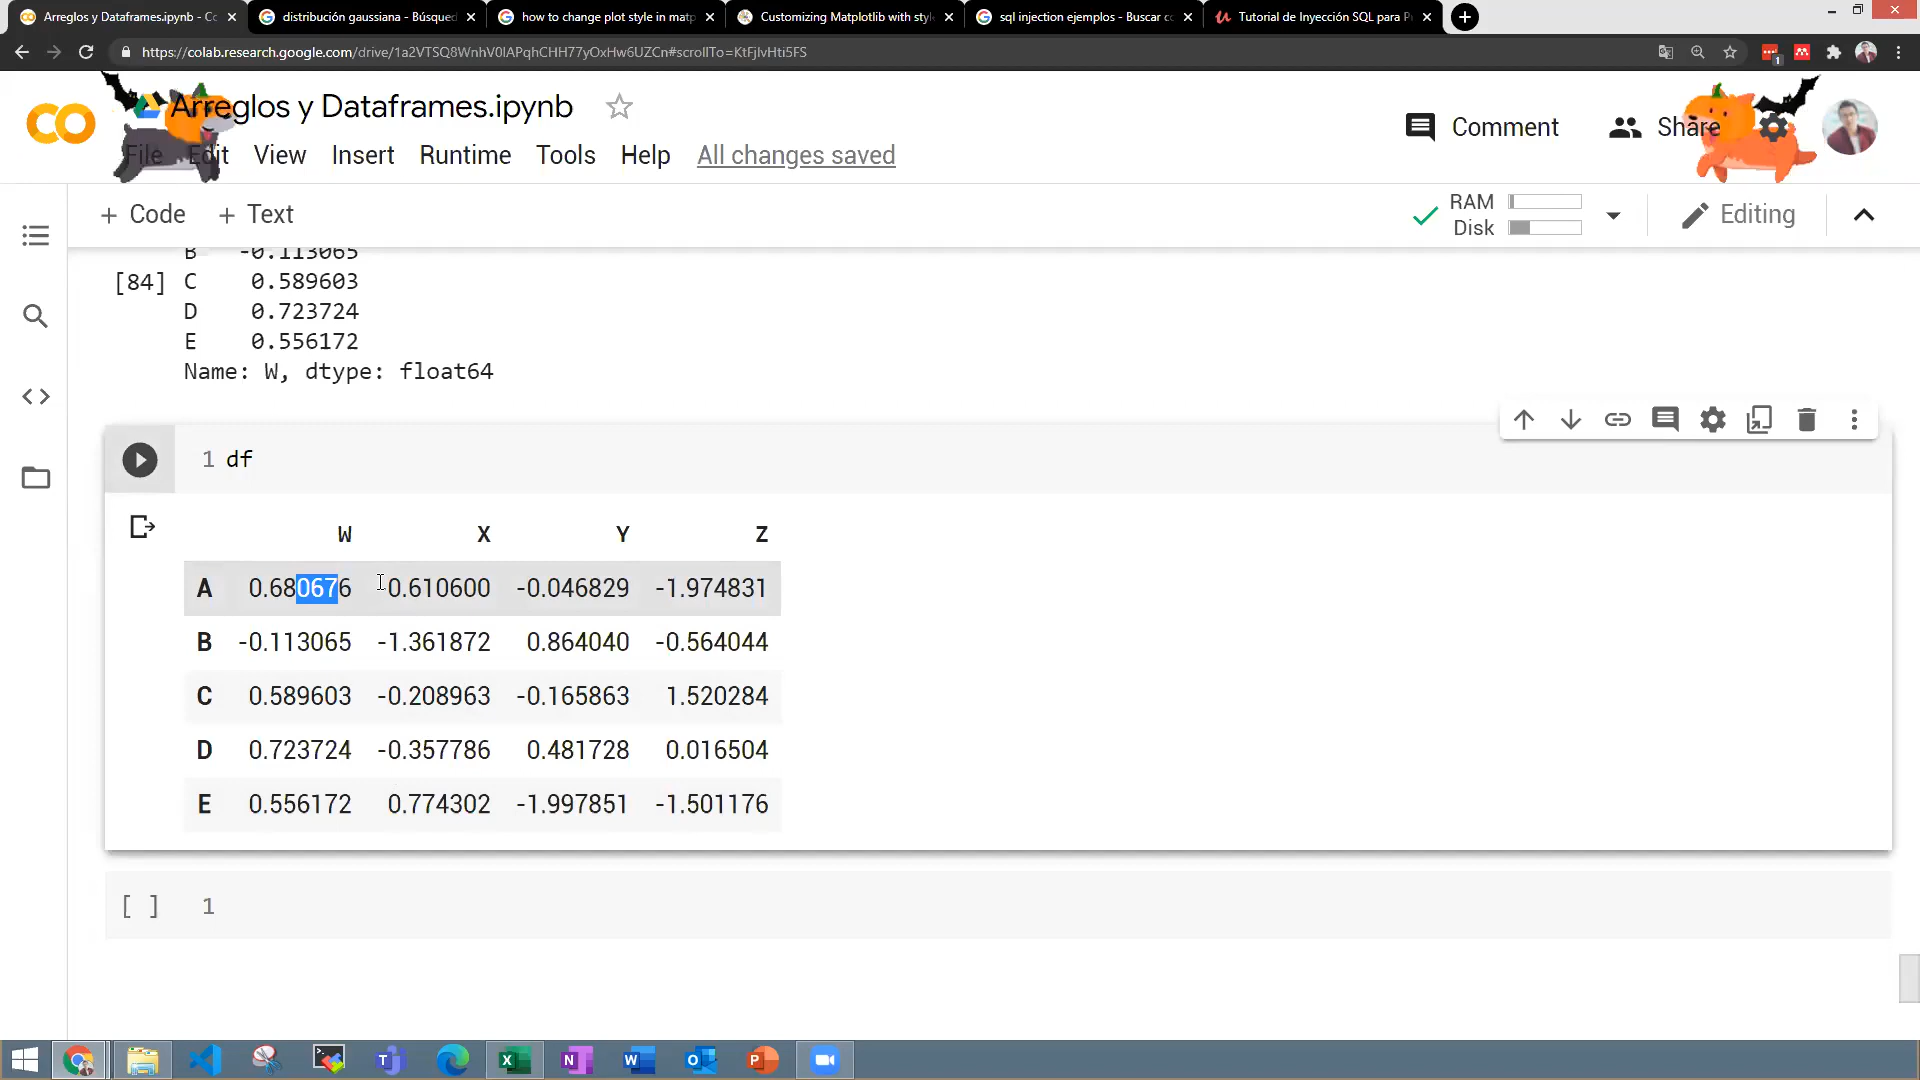 Arreglos y Dataframes.ipynb - Cc
distribución gaussiana - Búsqued
how to change plot style in matp
Customizing Matplotlib with styl
sql injection ejemplos - Buscar cc
Tutorial de Inyección SQL para P
https://colab.research.google.com/drive/1a2VTSQ8WnhV0lAPqhCHH77yOxHw6UZCn#scrollTo=KtFjlvHti5FS
Arreglos y Dataframes.ipynb
Comment
Share
File Edit View Insert Runtime Tools Help All changes saved
+ Code + Text
RAM
Disk
Editing
B -0.113065
[84] C 0.589603
D 0.723724
E 0.556172
Name: W, dtype: float64
1 df
W X Y Z
A 0.680676 0.610600 -0.046829 -1.974831
B -0.113065 -1.361872 0.864040 -0.564044
C 0.589603 -0.208963 -0.165863 1.520284
D 0.723724 -0.357786 0.481728 0.016504
E 0.556172 0.774302 -1.997851 -1.501176
[ ] 1